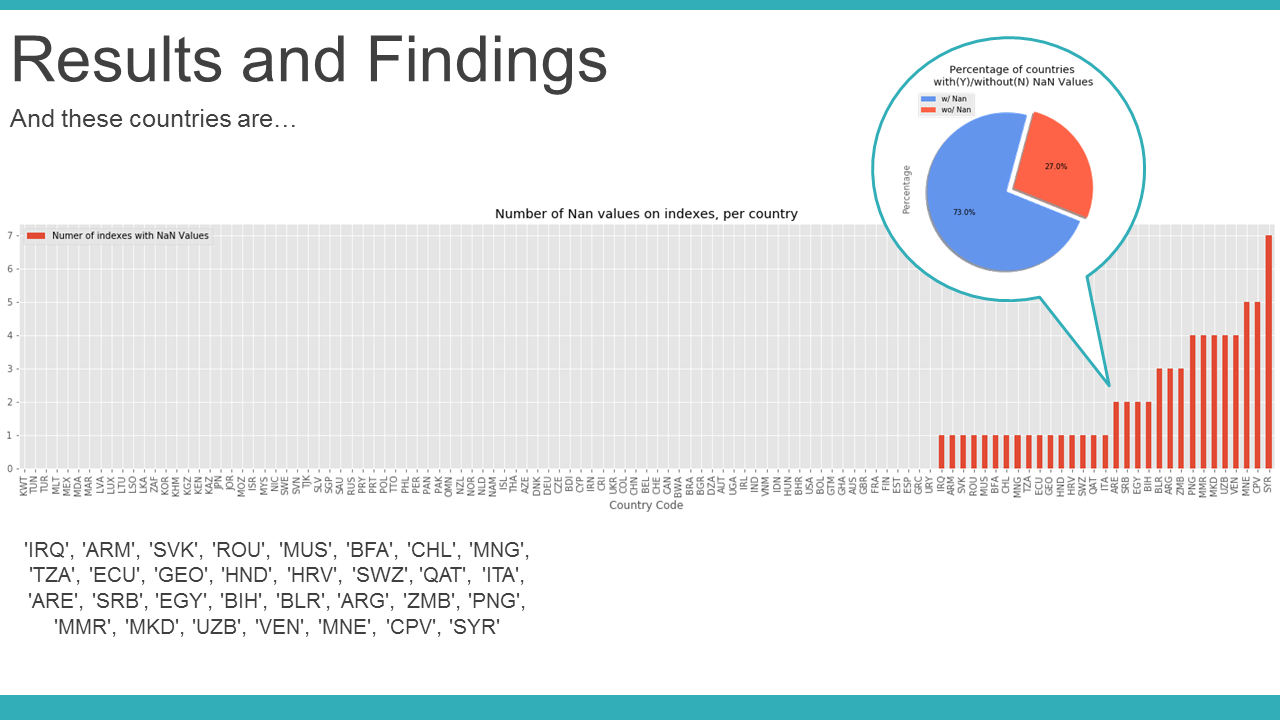 Results and Findings
And these countries are…
Percentage of countries
with(Y)/without(N) NaN Values
w/ Nan
wo/ Nan
Percentage
27.0%
73.0%
Number of Nan values on indexes, per country
Numer of indexes with NaN Values
7
6
5
4
3
2
1
0
KWT TUN TUR MLT MEX MDA MAR LVA LUX LTU LSO LKA ZAF KOR KHM KGZ KEN KAZ JPN JOR MOZ ISR MYS NIC SWE SVN TJK SLV SGP SAU RUS PRY PRT POL TTO PHL PER PAN PAK OMN NZL NOR NLD NAM ISL THA AZE DNK DEU CZE BDI CYP IRN CRI UKR COL CHN BEL CHE CAN BWA BRA BGR DZA AUT UGA IRL IND VNM IDN HUN BHR USA BOL GTM GHA AUS GBR FRA FIN EST ESP GRC URY IRQ ARM SVK ROU MUS BFA CHL MNG TZA ECU GEO HND HRV SWZ QAT ITA ARE SRB EGY BIH BLR ARG ZMB PNG MMR MKD UZB VEN MNE CPV SYR
Country Code
'IRQ', 'ARM', 'SVK', 'ROU', 'MUS', 'BFA', 'CHL', 'MNG',
'TZA', 'ECU', 'GEO', 'HND', 'HRV', 'SWZ', 'QAT', 'ITA',
'ARE', 'SRB', 'EGY', 'BIH', 'BLR', 'ARG', 'ZMB', 'PNG',
'MMR', 'MKD', 'UZB', 'VEN', 'MNE', 'CPV', 'SYR'